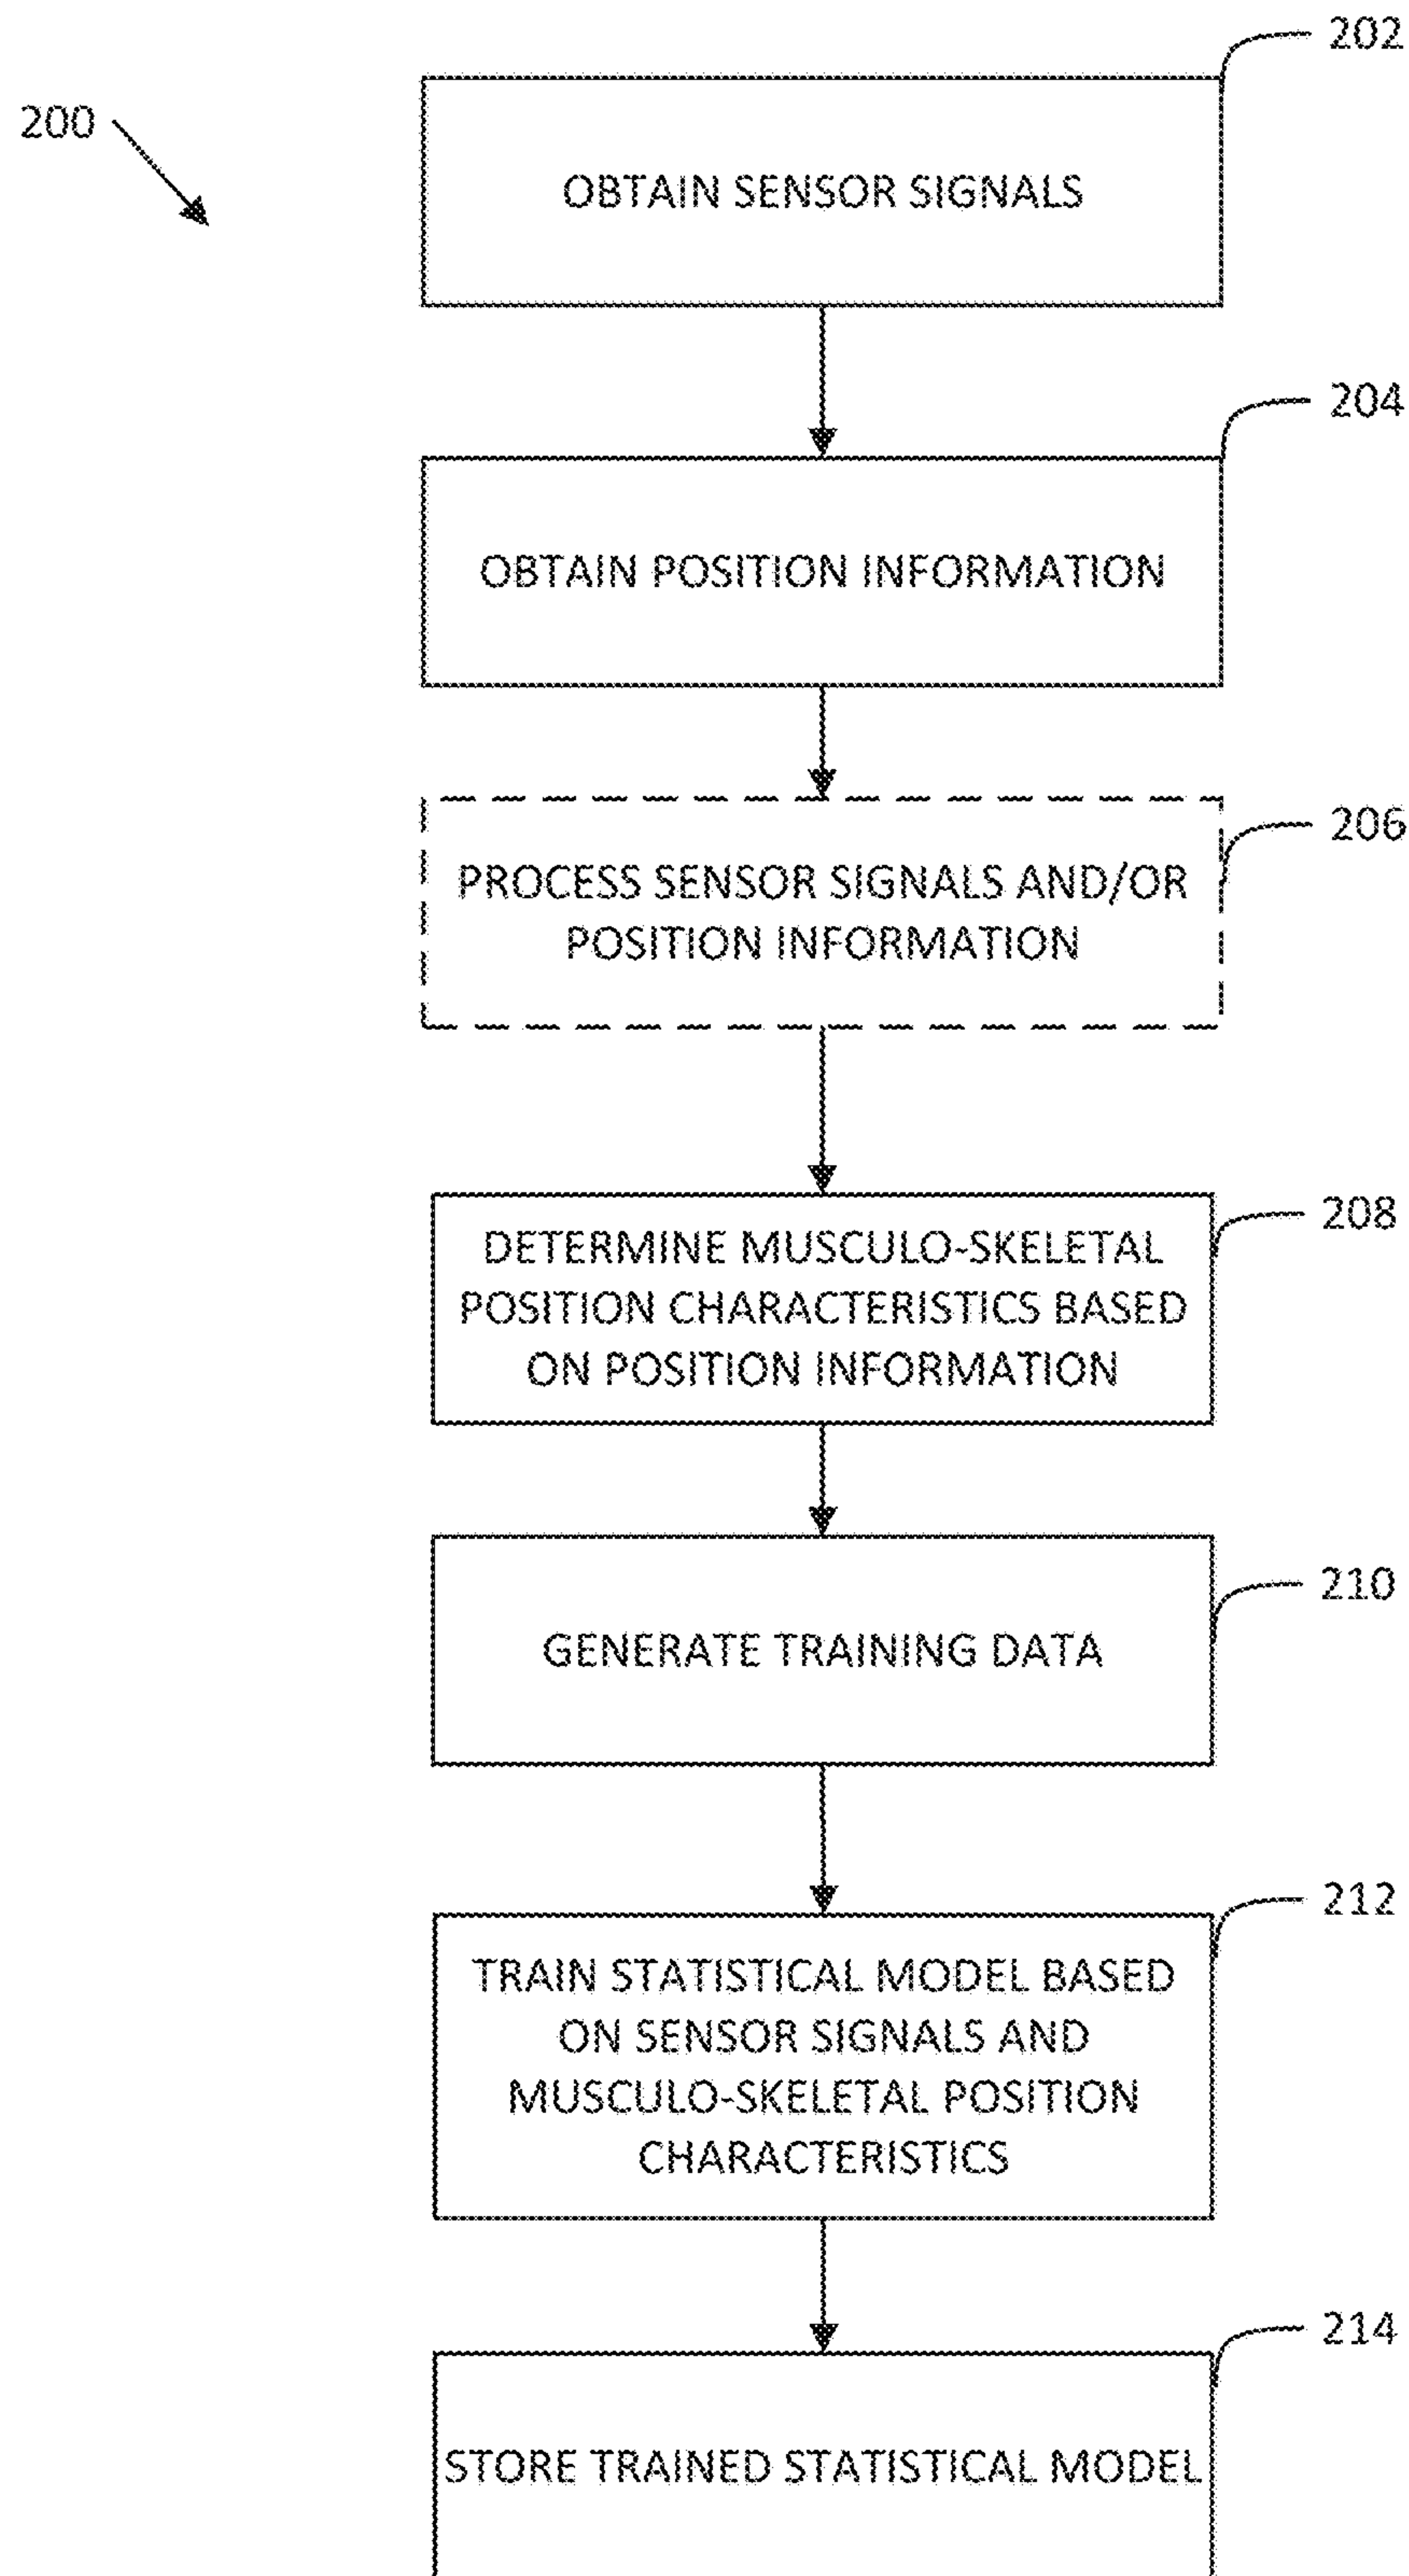 202
200
OBTAIN SENSOR SIGNALS
204
OBTAIN POSITION INFORMATION
206
PROCESS SENSOR SIGNALS AND/OR
POSITION INFORMATION
208
DETERMINE MUSCULO-SKELETAL
POSITION CHARACTERISTICS BASED
ON POSITION INFORMATION
210
GENERATE TRAINING DATA
212
TRAIN STATISTICAL MODEL BASED
ON SENSOR SIGNALS AND
MUSCULO-SKELETAL POSITION
CHARACTERISTICS
214
STORE TRAINED STATISTICAL MODEL